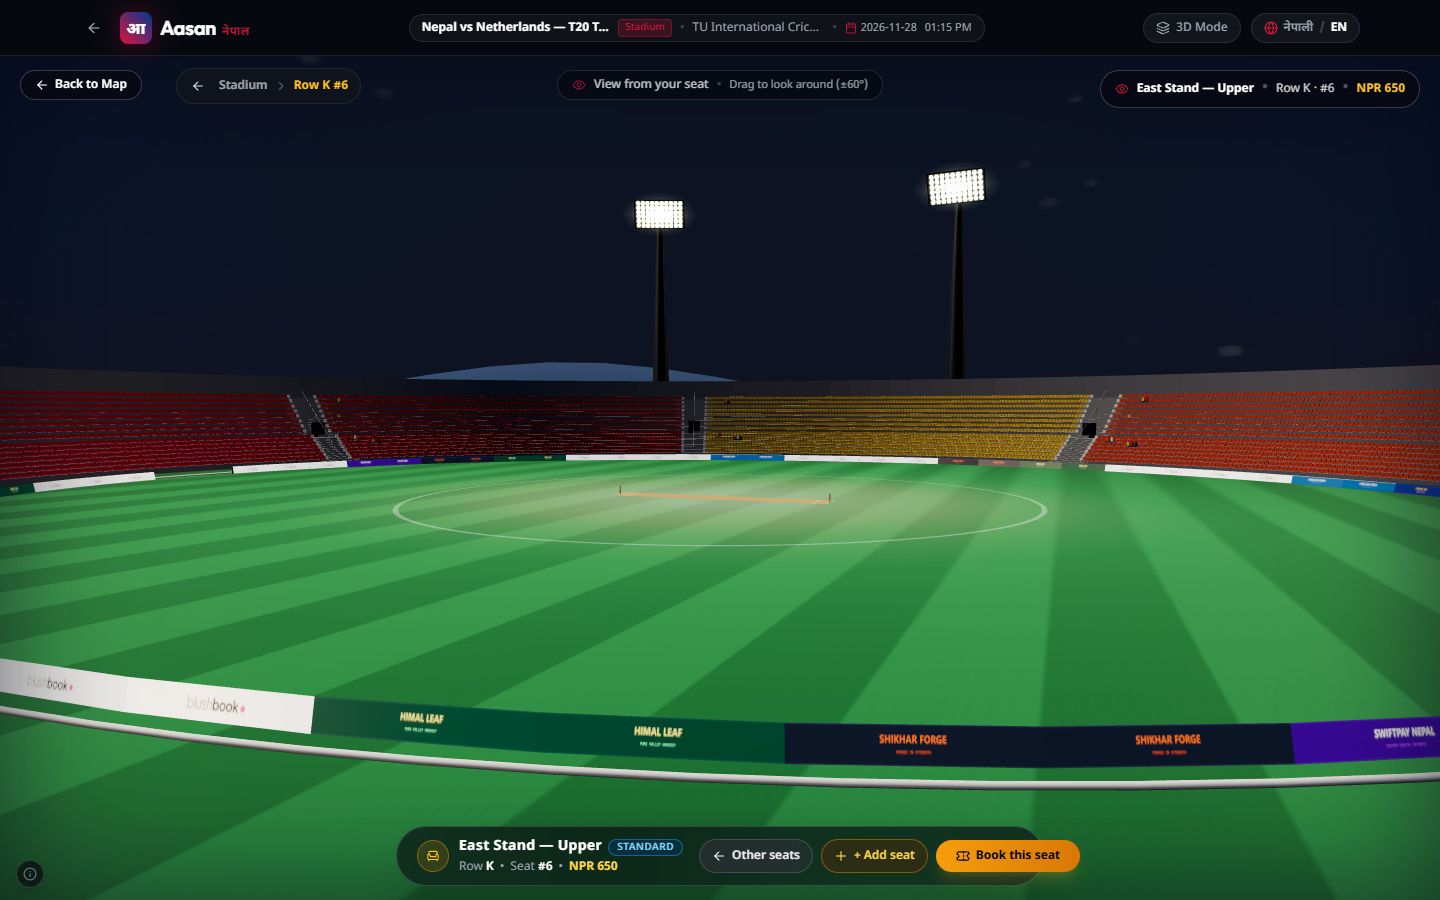 आ Aasan नेपाल
Nepal vs Netherlands — T20 T... Stadium • TU International Cric... • 2026-11-28 01:15 PM
3D Mode
नेपाली / EN
Back to Map
Stadium > Row K #6
View from your seat • Drag to look around (±60°)
East Stand — Upper • Row K · #6 • NPR 650
blushbook
blushbook
HIMAL LEAF
HIMAL LEAF
SHIKHAR FORGE
SHIKHAR FORGE
SWIFTPAY NEPAL
East Stand — Upper STANDARD
Row K • Seat #6 • NPR 650
Other seats
+ Add seat
Book this seat